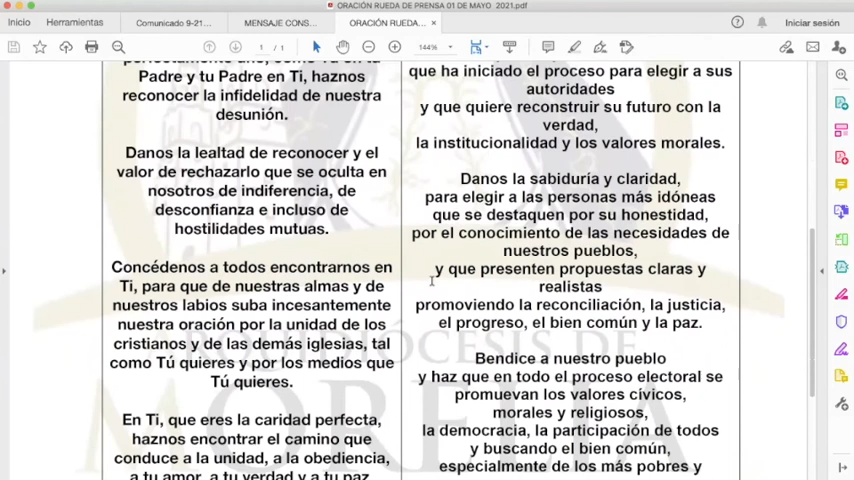 ORACIÓN RUEDA DE PRENSA 01 DE MAYO 2021.pdf
Inicio
Herramientas
Comunicado 9-21...
MENSAJE CONS...
ORACIÓN RUEDA... ×
Iniciar sesión
1 / 1
144%
Padre y tu Padre en Ti, haznos
reconocer la infidelidad de nuestra
desunión.
Danos la lealtad de reconocer y el
valor de rechazarlo que se oculta en
nosotros de indiferencia, de
desconfianza e incluso de
hostilidades mutuas.
Concédenos a todos encontrarnos en
Ti, para que de nuestras almas y de
nuestros labios suba incesantemente
nuestra oración por la unidad de los
cristianos y de las demás iglesias, tal
como Tú quieres y por los medios que
Tú quieres.
En Ti, que eres la caridad perfecta,
haznos encontrar el camino que
conduce a la unidad, a la obediencia,
a tu amor, a tu verdad y a tu paz
que ha iniciado el proceso para elegir a sus
autoridades
y que quiere reconstruir su futuro con la
verdad,
la institucionalidad y los valores morales.
Danos la sabiduría y claridad,
para elegir a las personas más idóneas
que se destaquen por su honestidad,
por el conocimiento de las necesidades de
nuestros pueblos,
y que presenten propuestas claras y
realistas
promoviendo la reconciliación, la justicia,
el progreso, el bien común y la paz.
Bendice a nuestro pueblo
y haz que en todo el proceso electoral se
promuevan los valores cívicos,
morales y religiosos,
la democracia, la participación de todos
y buscando el bien común,
especialmente de los más pobres y
RQUIDIÓCESIS DE
MORELIA